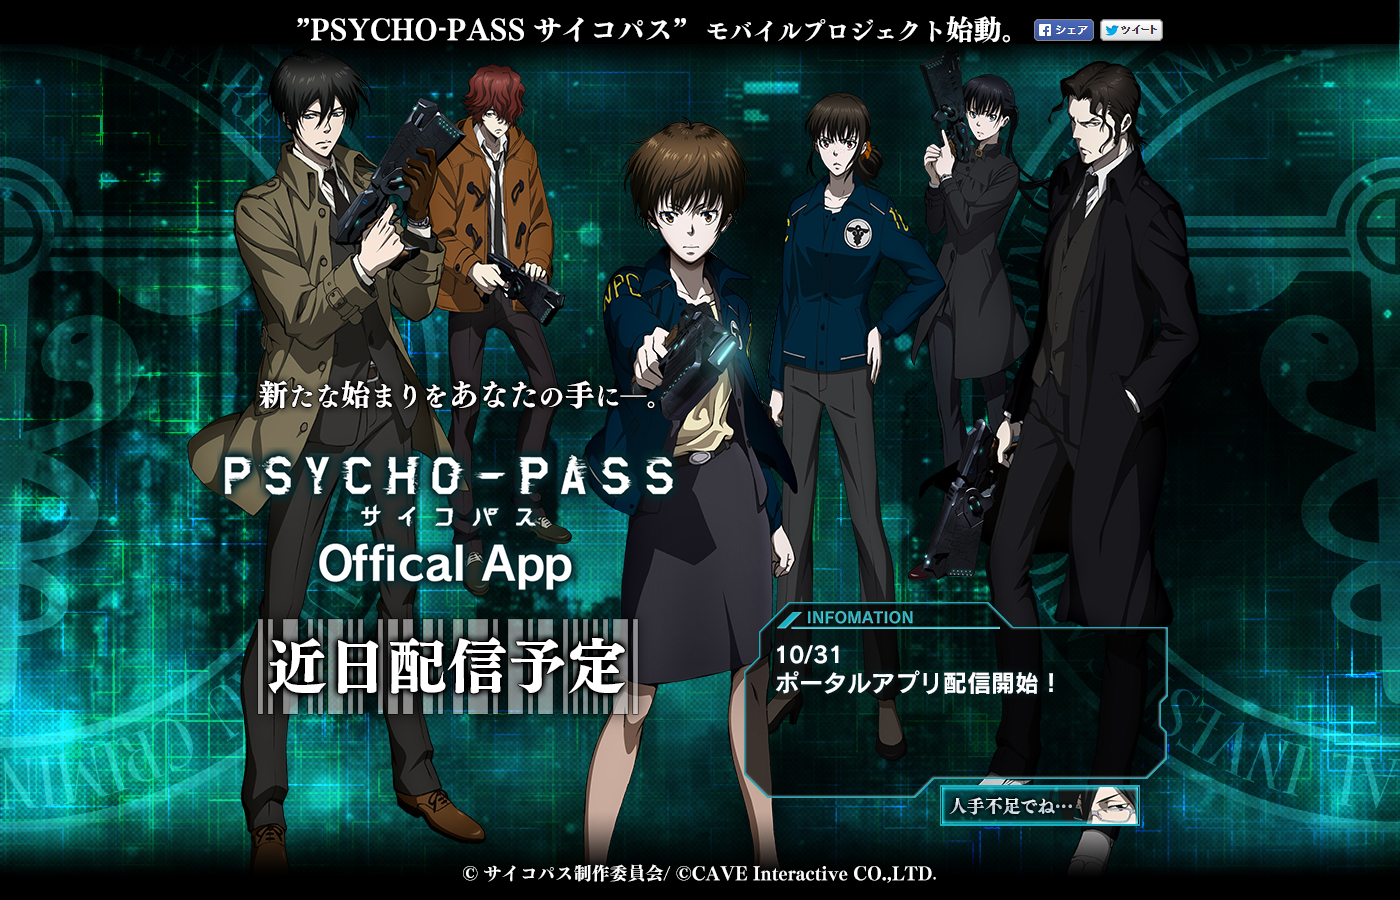 ”PSYCHO-PASS サイコパス” モバイルプロジェクト始動。
シェア
ツイート
新たな始まりをあなたの手に―。
PSYCHO-PASS
サイコパス
Offical App
近日配信予定
INFOMATION
10/31
ポータルアプリ配信開始！
人手不足でね…
© サイコパス制作委員会/ ©CAVE Interactive CO.,LTD.